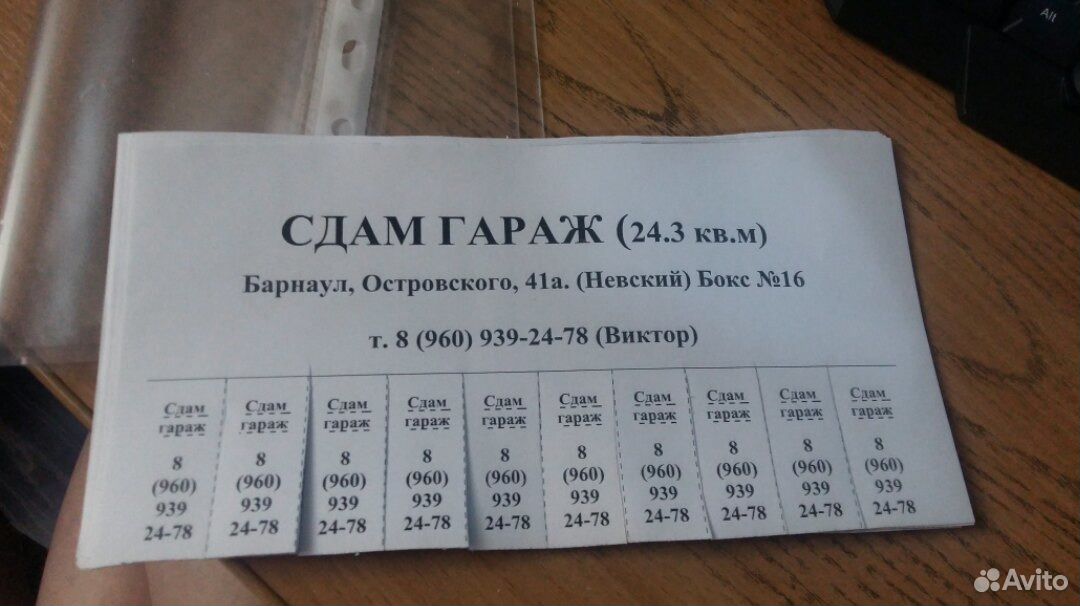 Alt
СДАМ ГАРАЖ (24.3 кв.м)
Барнаул, Островского, 41а. (Невский) Бокс №16
т. 8 (960) 939-24-78 (Виктор)
Сдам Сдам Сдам Сдам Сдам Сдам Сдам Сдам Сдам Сдам
гараж гараж гараж гараж гараж гараж гараж гараж гараж гараж
8 8 8 8 8 8 8 8 8 8
(960) (960) (960) (960) (960) (960) (960) (960) (960) (960)
939 939 939 939 939 939 939 939 939 939
24-78 24-78 24-78 24-78 24-78 24-78 24-78 24-78 24-78 24-78
Avito